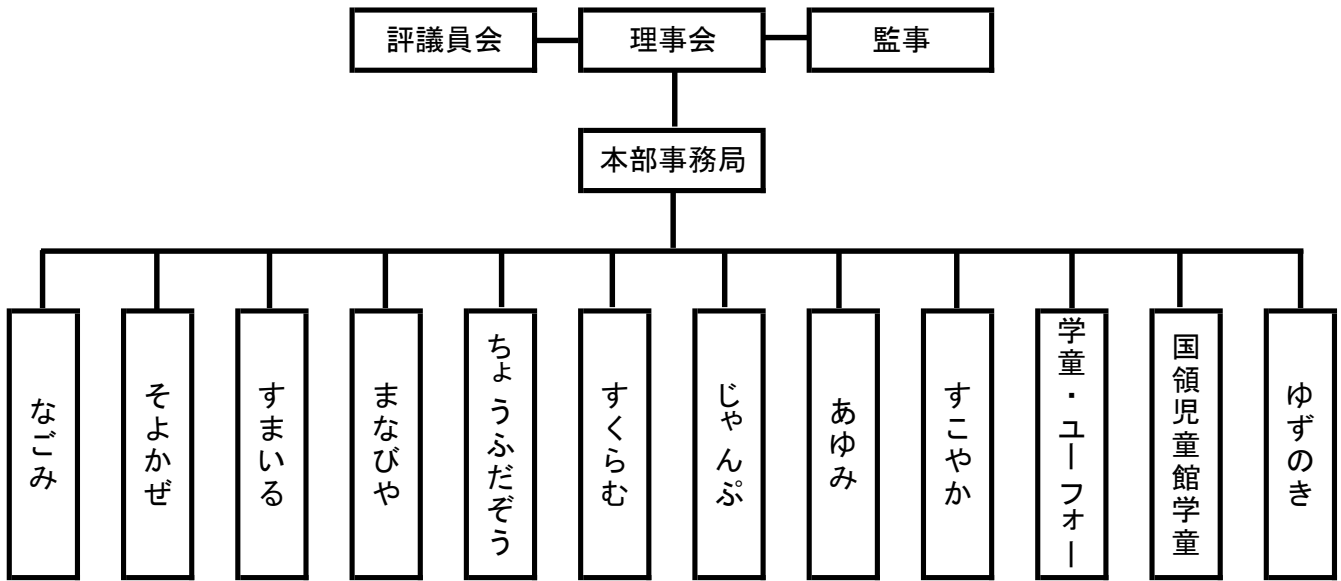 評議員会
理事会
監事
本部事務局
なごみ
そよかぜ
すまいる
まなびや
ちょうふだぞう
すくらむ
じゃんぷ
あゆみ
すこやか
学童・ユーフォー
国領児童館学童
ゆずのき